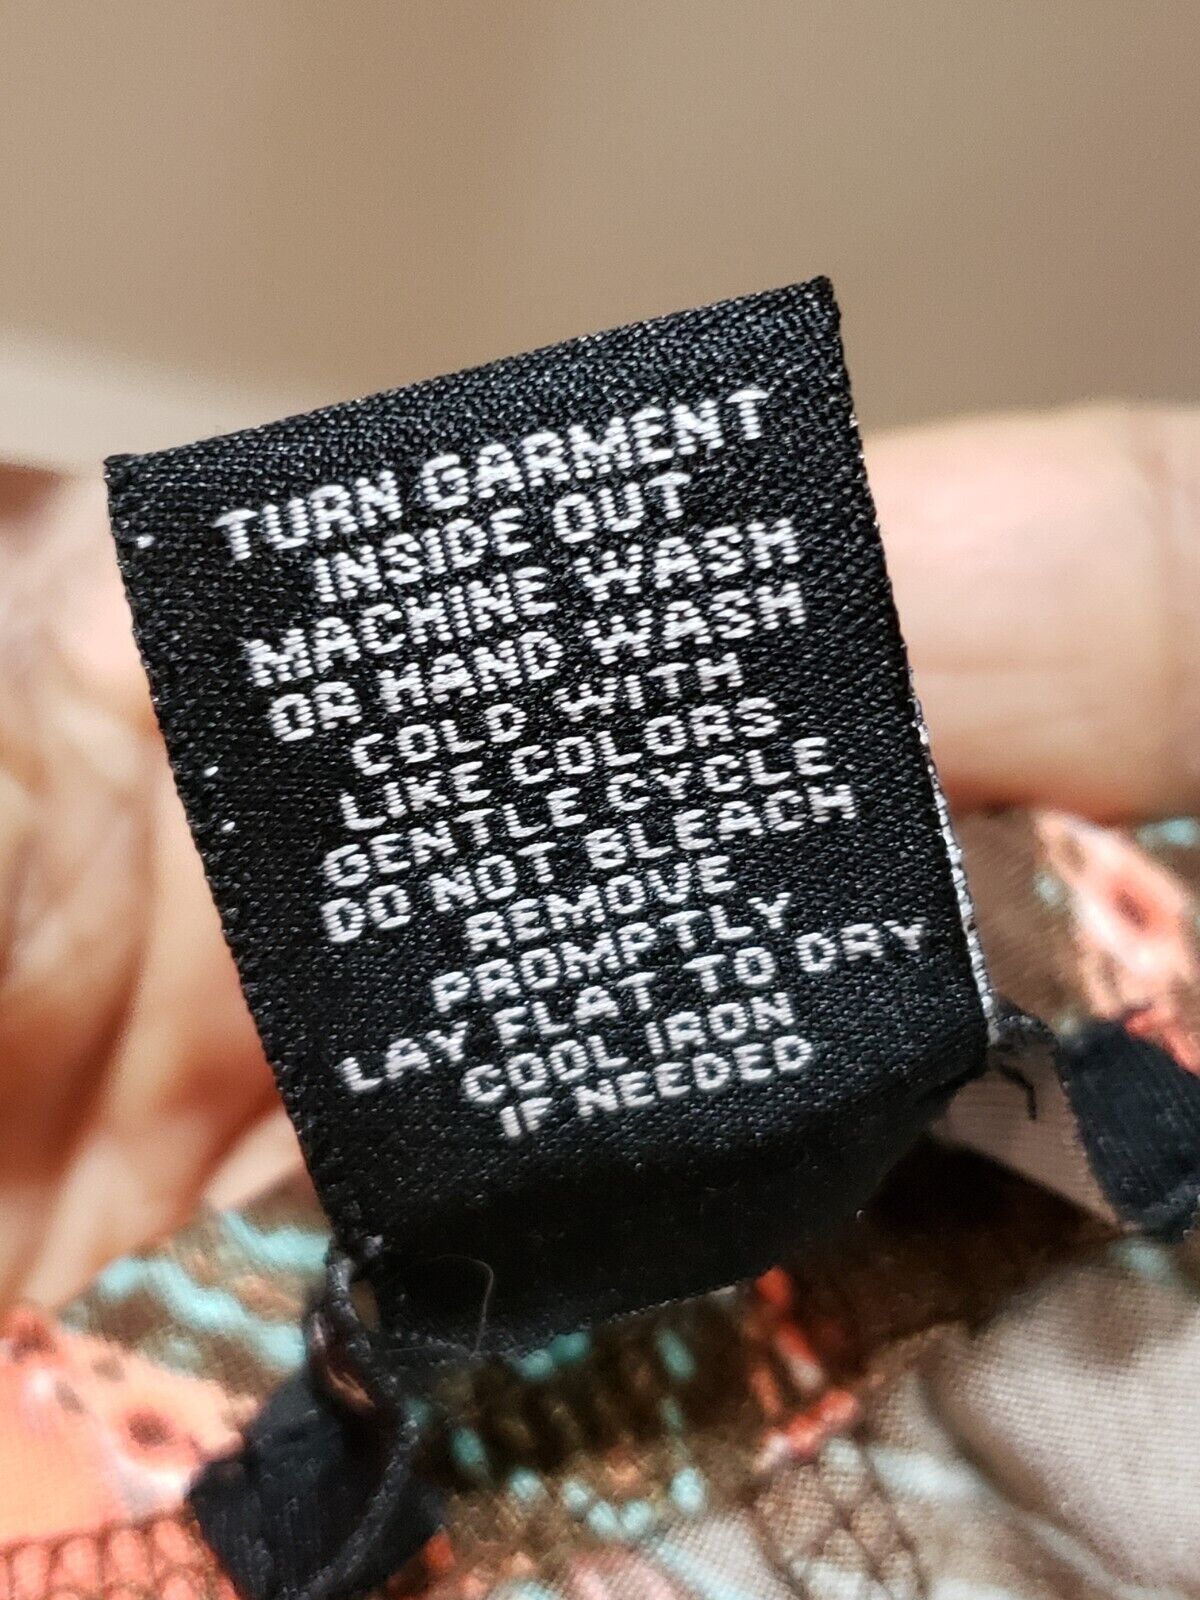 TURN GARMENT
INSIDE OUT
MACHINE WASH
OR HAND WASH
COLD WITH
LIKE COLORS
GENTLE CYCLE
DO NOT BLEACH
REMOVE
PROMPTLY
LAY FLAT TO DRY
COOL IRON
IF NEEDED